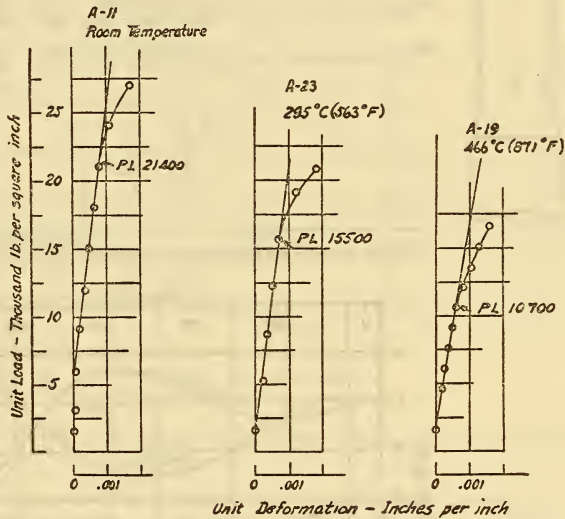 A-11
Room Temperature
A-23
295°C (563°F)
A-19
466°C (871°F)
Unit Load - Thousand lb. per square inch
25
20
15
10
5
PL 21400
PL 15500
PL 10700
0 .001
0 .001
0 .001
Unit Deformation - Inches per inch